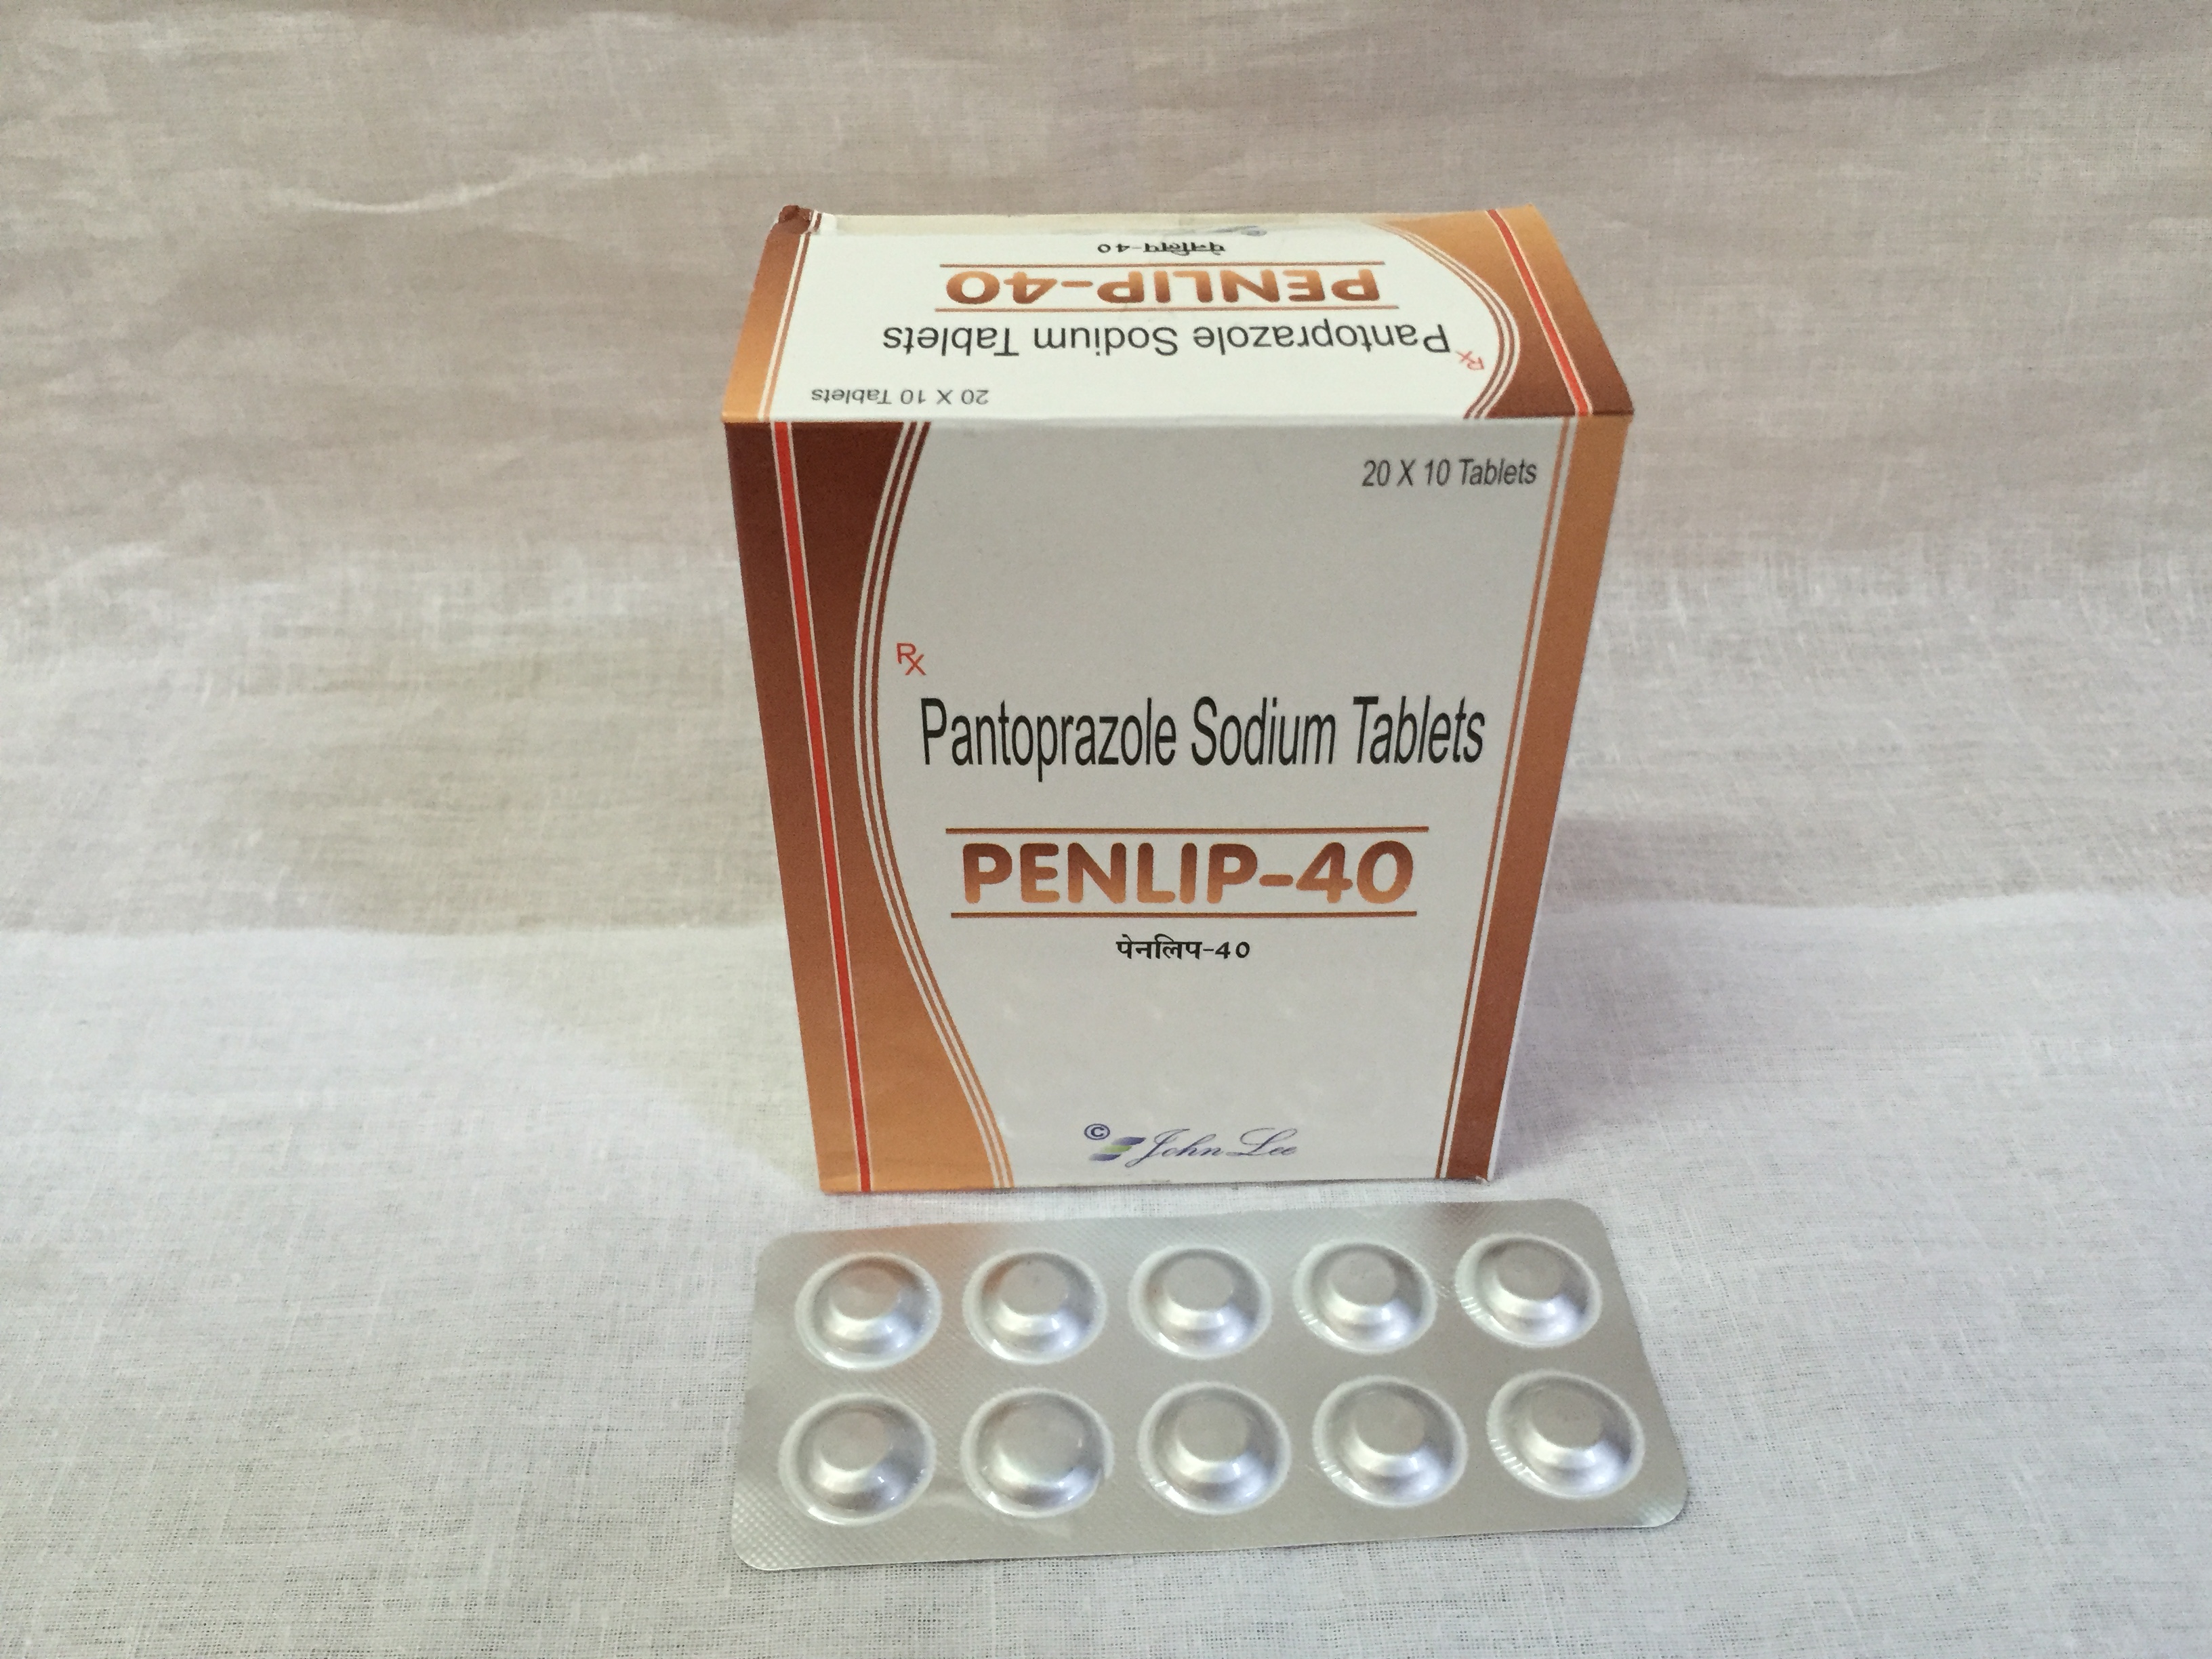 पेनलिप-40
PENLIP-40
Rx Pantoprazole Sodium Tablets
20 X 10 Tablets
20 X 10 Tablets
Rx
Pantoprazole Sodium Tablets
PENLIP-40
पेनलिप-40
© John Lee